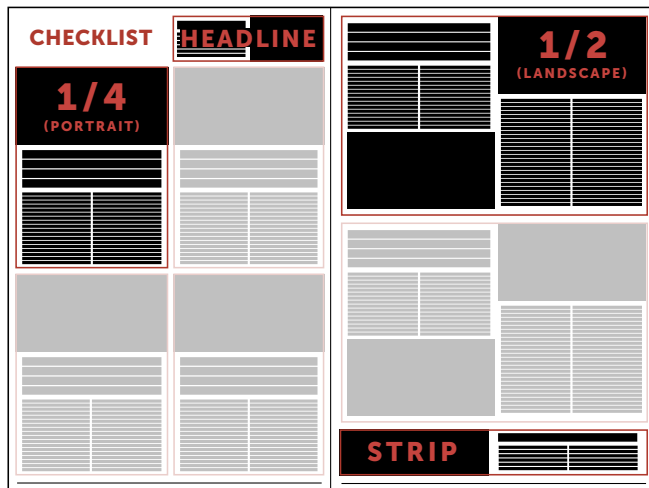 CHECKLIST
HEADLINE
1/4
(PORTRAIT)
1/2
(LANDSCAPE)
STRIP